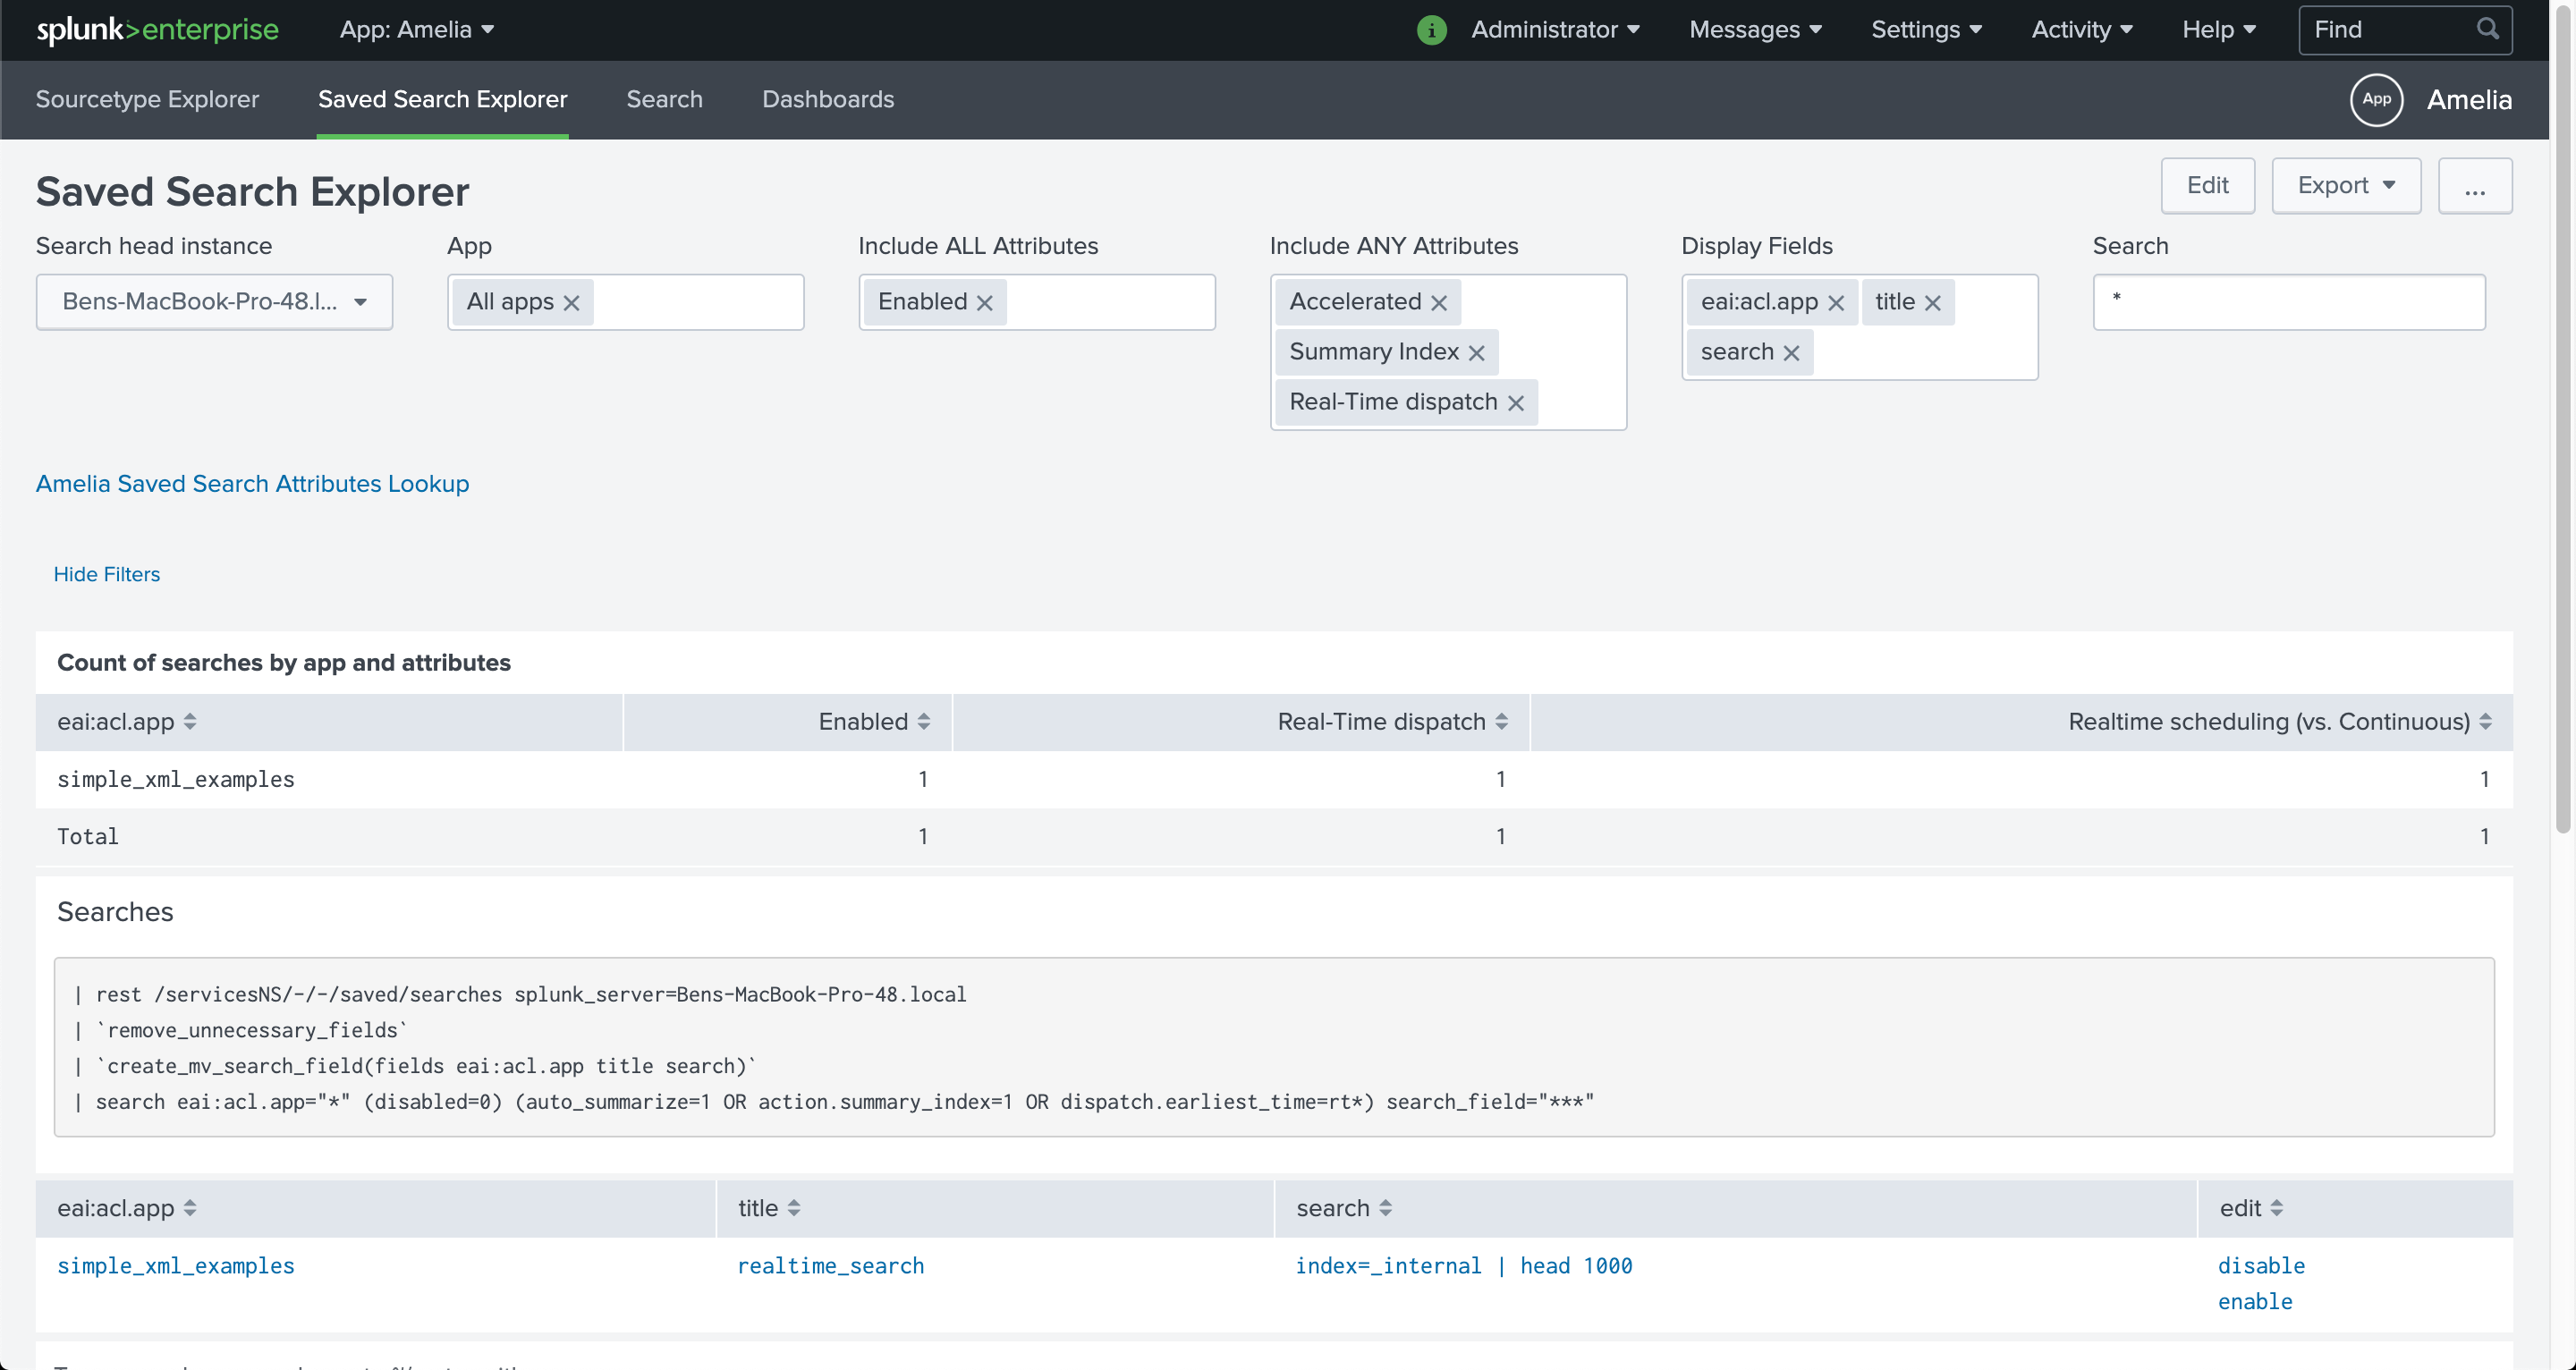 splunk>enterprise App: Amelia i Administrator Messages Settings Activity Help Find
Sourcetype Explorer Saved Search Explorer Search Dashboards App Amelia
Saved Search Explorer Edit Export ...
Search head instance App Include ALL Attributes Include ANY Attributes Display Fields Search
Bens-MacBook-Pro-48.l... All apps Enabled Accelerated eai:acl.app title *
Summary Index search
Real-Time dispatch
Amelia Saved Search Attributes Lookup
Hide Filters
Count of searches by app and attributes
eai:acl.app Enabled Real-Time dispatch Realtime scheduling (vs. Continuous)
simple_xml_examples 1 1 1
Total 1 1 1
Searches
| rest /servicesNS/-/-/saved/searches splunk_server=Bens-MacBook-Pro-48.local
| `remove_unnecessary_fields`
| `create_mv_search_field(fields eai:acl.app title search)`
| search eai:acl.app="*" (disabled=0) (auto_summarize=1 OR action.summary_index=1 OR dispatch.earliest_time=rt*) search_field="***"
eai:acl.app title search edit
simple_xml_examples realtime_search index=_internal | head 1000 disable
enable